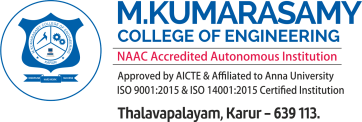 M.KUMARASAMY
COLLEGE OF ENGINEERING
NAAC Accredited Autonomous Institution
Approved by AICTE & Affiliated to Anna University
ISO 9001:2015 & ISO 14001:2015 Certified Institution
Thalavapalayam, Karur – 639 113.